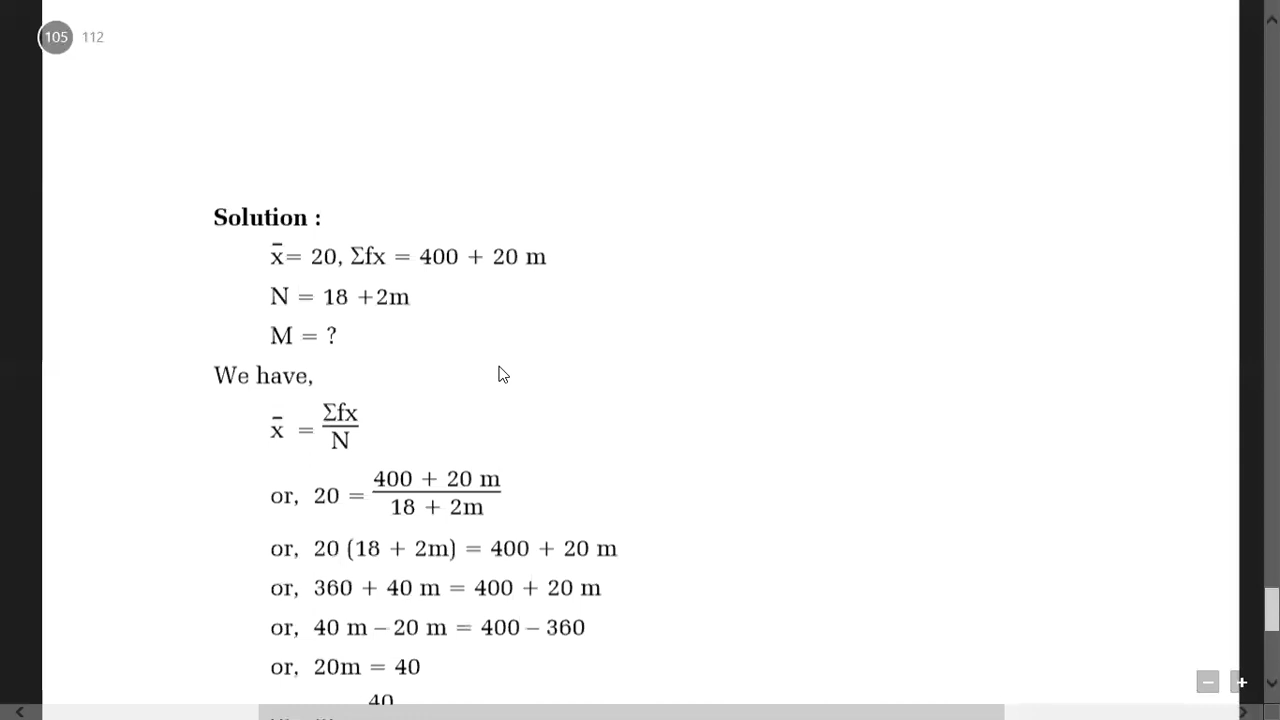 105 112
Solution :
x̄= 20, Σfx = 400 + 20 m
N = 18 +2m
M = ?
We have,
x̄ = Σfx / N
or, 20 = 400 + 20 m / 18 + 2m
or, 20 (18 + 2m) = 400 + 20 m
or, 360 + 40 m = 400 + 20 m
or, 40 m – 20 m = 400 – 360
or, 20m = 40
40